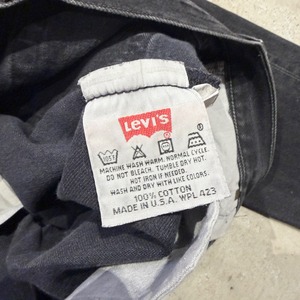 LEVI'S
105F
MACHINE WASH WARM: NORMAL CYCLE.
DO NOT BLEACH. TUMBLE DRY HOT.
HOT IRON IF NEEDED.
WASH AND DRY WITH LIKE COLORS.
100% COTTON
MADE IN U.S.A. WPL 423